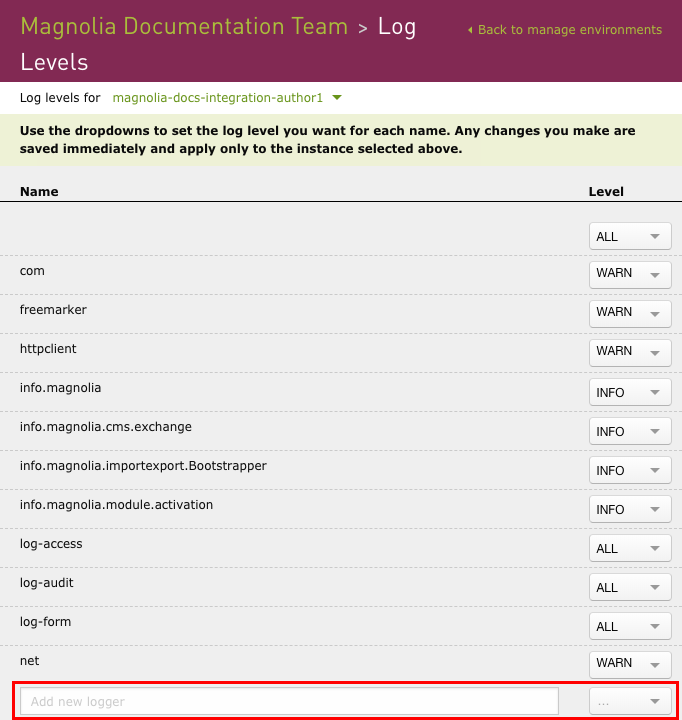 Magnolia Documentation Team > Log
Levels
Back to manage environments
Log levels for magnolia-docs-integration-author1
Use the dropdowns to set the log level you want for each name. Any changes you make are
saved immediately and apply only to the instance selected above.
Name Level
ALL
com WARN
freemarker WARN
httpclient WARN
info.magnolia INFO
info.magnolia.cms.exchange INFO
info.magnolia.importexport.Bootstrapper INFO
info.magnolia.module.activation INFO
log-access ALL
log-audit ALL
log-form ALL
net WARN
Add new logger ...